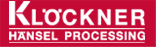 KLÖCKNER
HÄNSEL PROCESSING